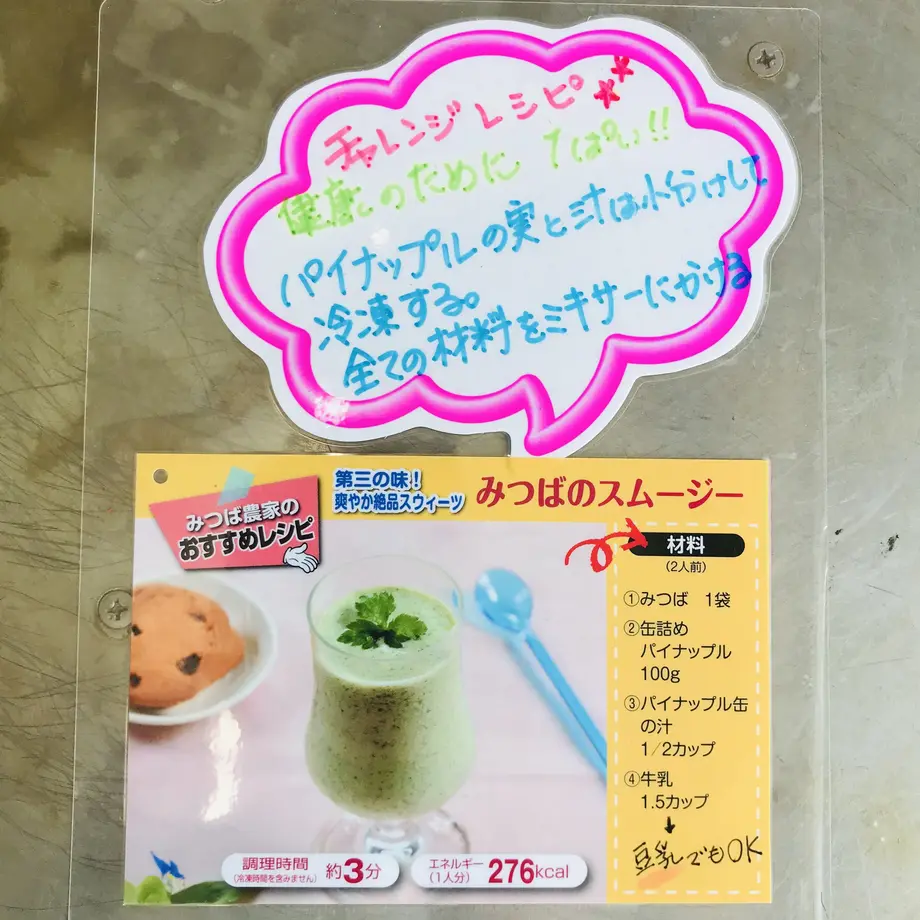 チャレンジレシピ
健康のために 1ぱい!!
パイナップルの実と汁は小分けして
冷凍する。
全ての材料をミキサーにかける
みつば農家の
おすすめレシピ
第三の味！
爽やか絶品スウィーツ
みつばのスムージー
材料
(2人前)
①みつば 1袋
②缶詰め
パイナップル
100g
③パイナップル缶
の汁
1/2カップ
④牛乳
1.5カップ
↓
豆乳でもOK
調理時間
(冷凍時間を含みません)
約3分
エネルギー
(1人分)
276kcal